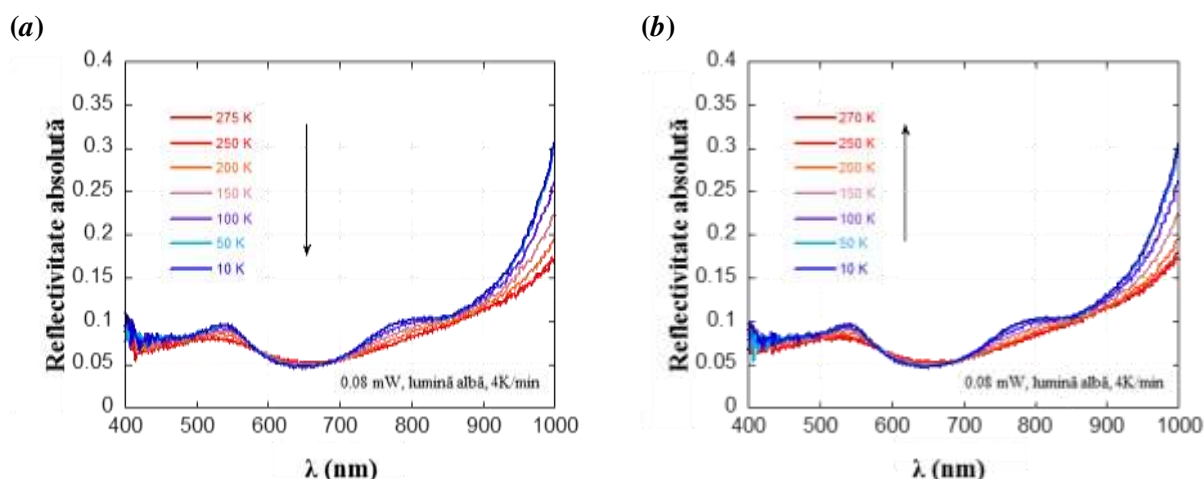 (a)
Reflectivitate absolută
0.4
0.35
0.3
0.25
0.2
0.15
0.1
0.05
0
275 K
250 K
200 K
150 K
100 K
50 K
10 K
0.08 mW, lumină albă, 4K/min
400 500 600 700 800 900 1000
λ (nm)
(b)
Reflectivitate absolută
0.4
0.35
0.3
0.25
0.2
0.15
0.1
0.05
0
270 K
250 K
200 K
150 K
100 K
50 K
10 K
0.08 mW, lumină albă, 4K/min
400 500 600 700 800 900 1000
λ (nm)